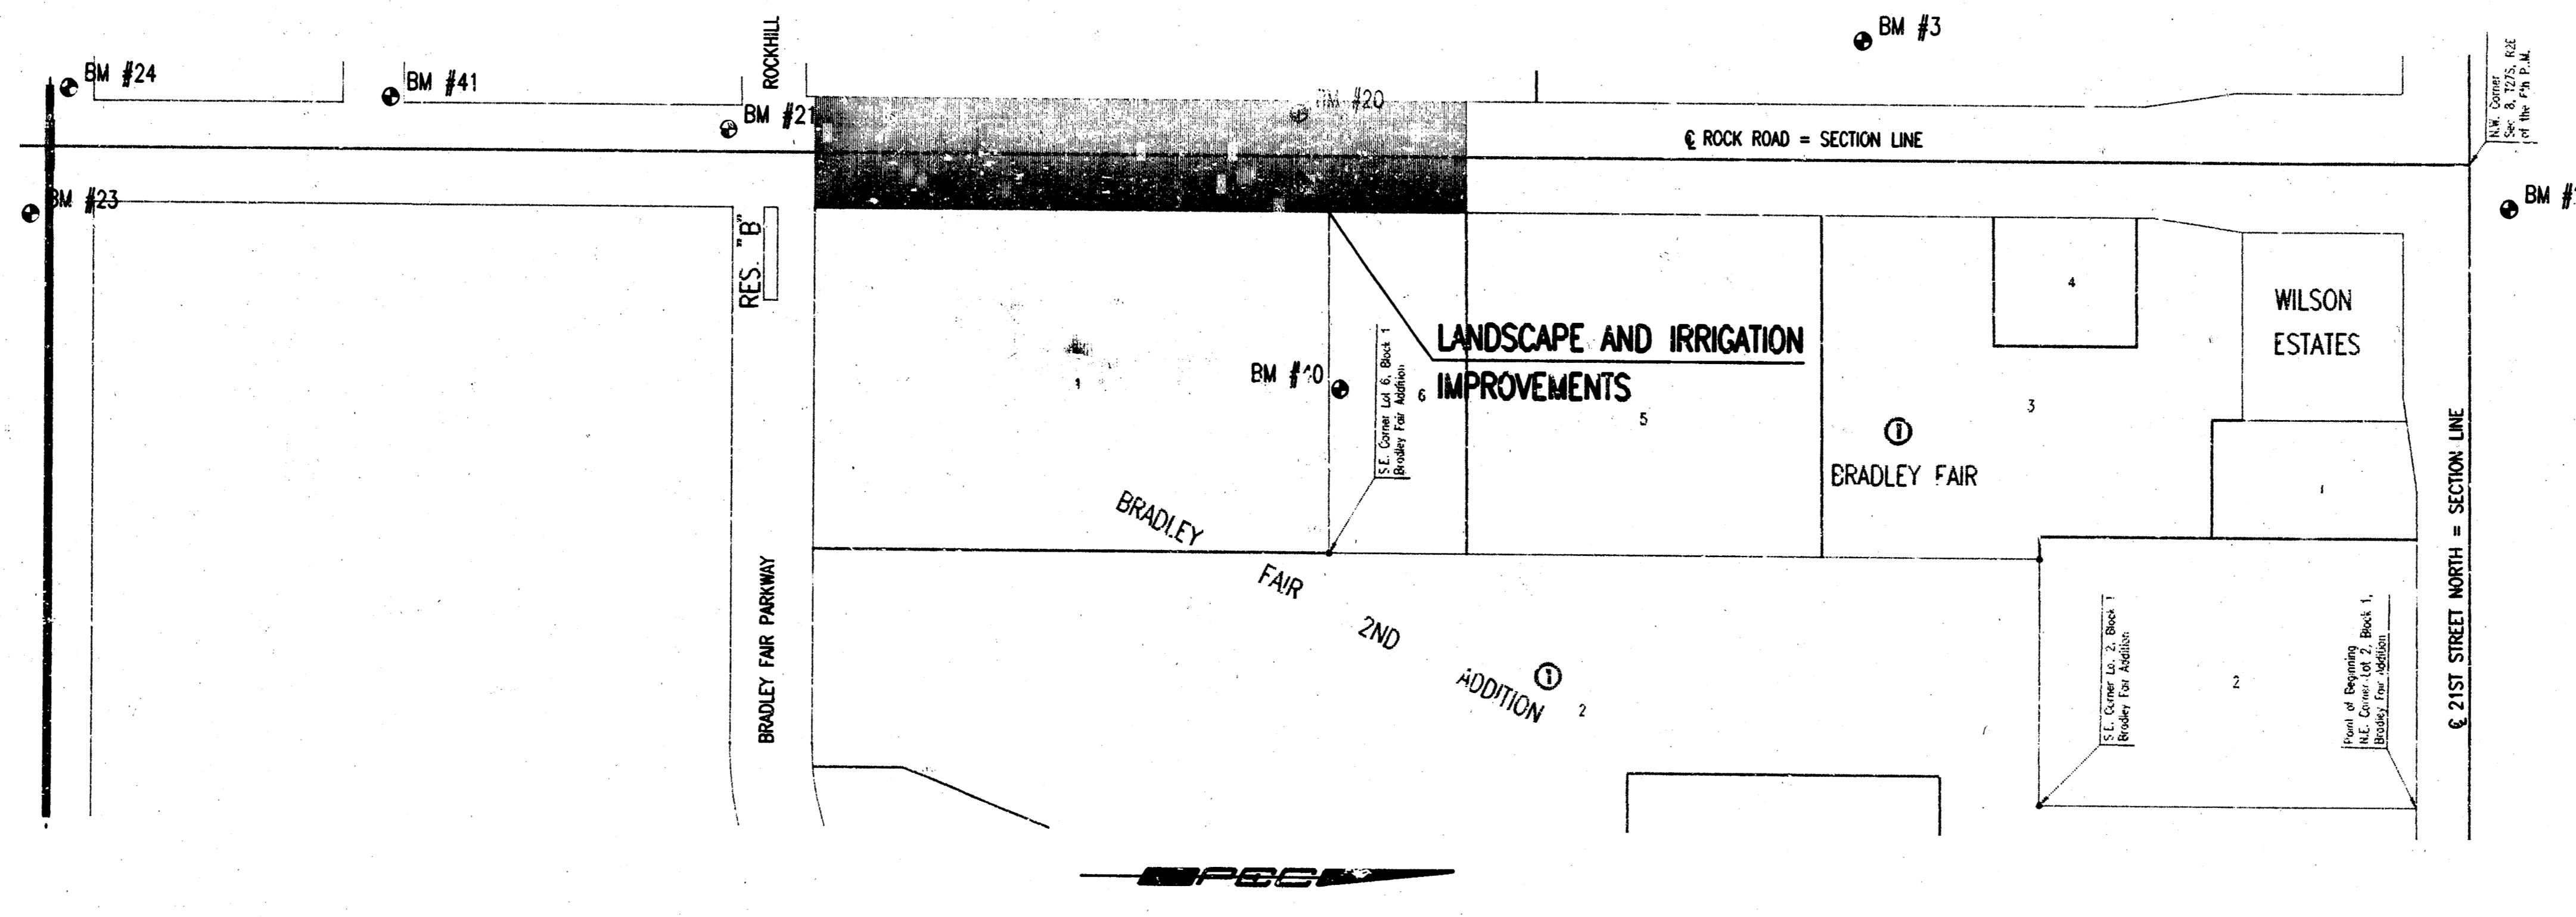 BM #24
BM #41
ROCKHILL
BM #21
BM #20
BM #3
N.W. Corner
Sec. 8, T27S, R2E
of the 6th P.M.
℄ ROCK ROAD = SECTION LINE
BM #23
BM #
RES. "B"
4
WILSON
ESTATES
LANDSCAPE AND IRRIGATION
IMPROVEMENTS
S.E. Corner Lot 6, Block 1
Bradley Fair Addition
1
BM #40
6
5
3
1
BRADLEY FAIR
1
BRADLEY
FAIR
2ND
ADDITION
1
2
BRADLEY FAIR PARKWAY
S.E. Corner Lo. 2, Block 1
Bradley Fair Addition
2
Point of Beginning
N.E. Corner Lot 2, Block 1,
Bradley Fair Addition
℄ 21ST STREET NORTH = SECTION LINE
PEC